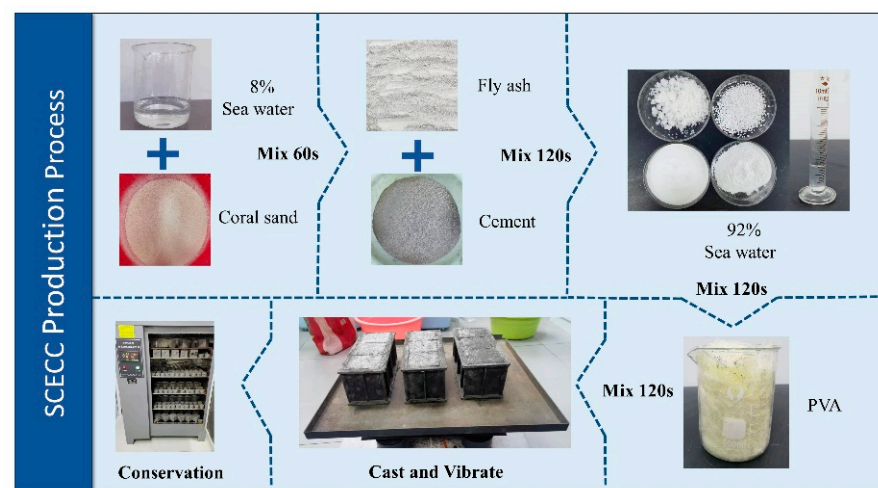 SCECC Production Process
8%
Sea water
Mix 60s
Coral sand
Fly ash
Mix 120s
Cement
92%
Sea water
Mix 120s
PVA
Mix 120s
Cast and Vibrate
Conservation